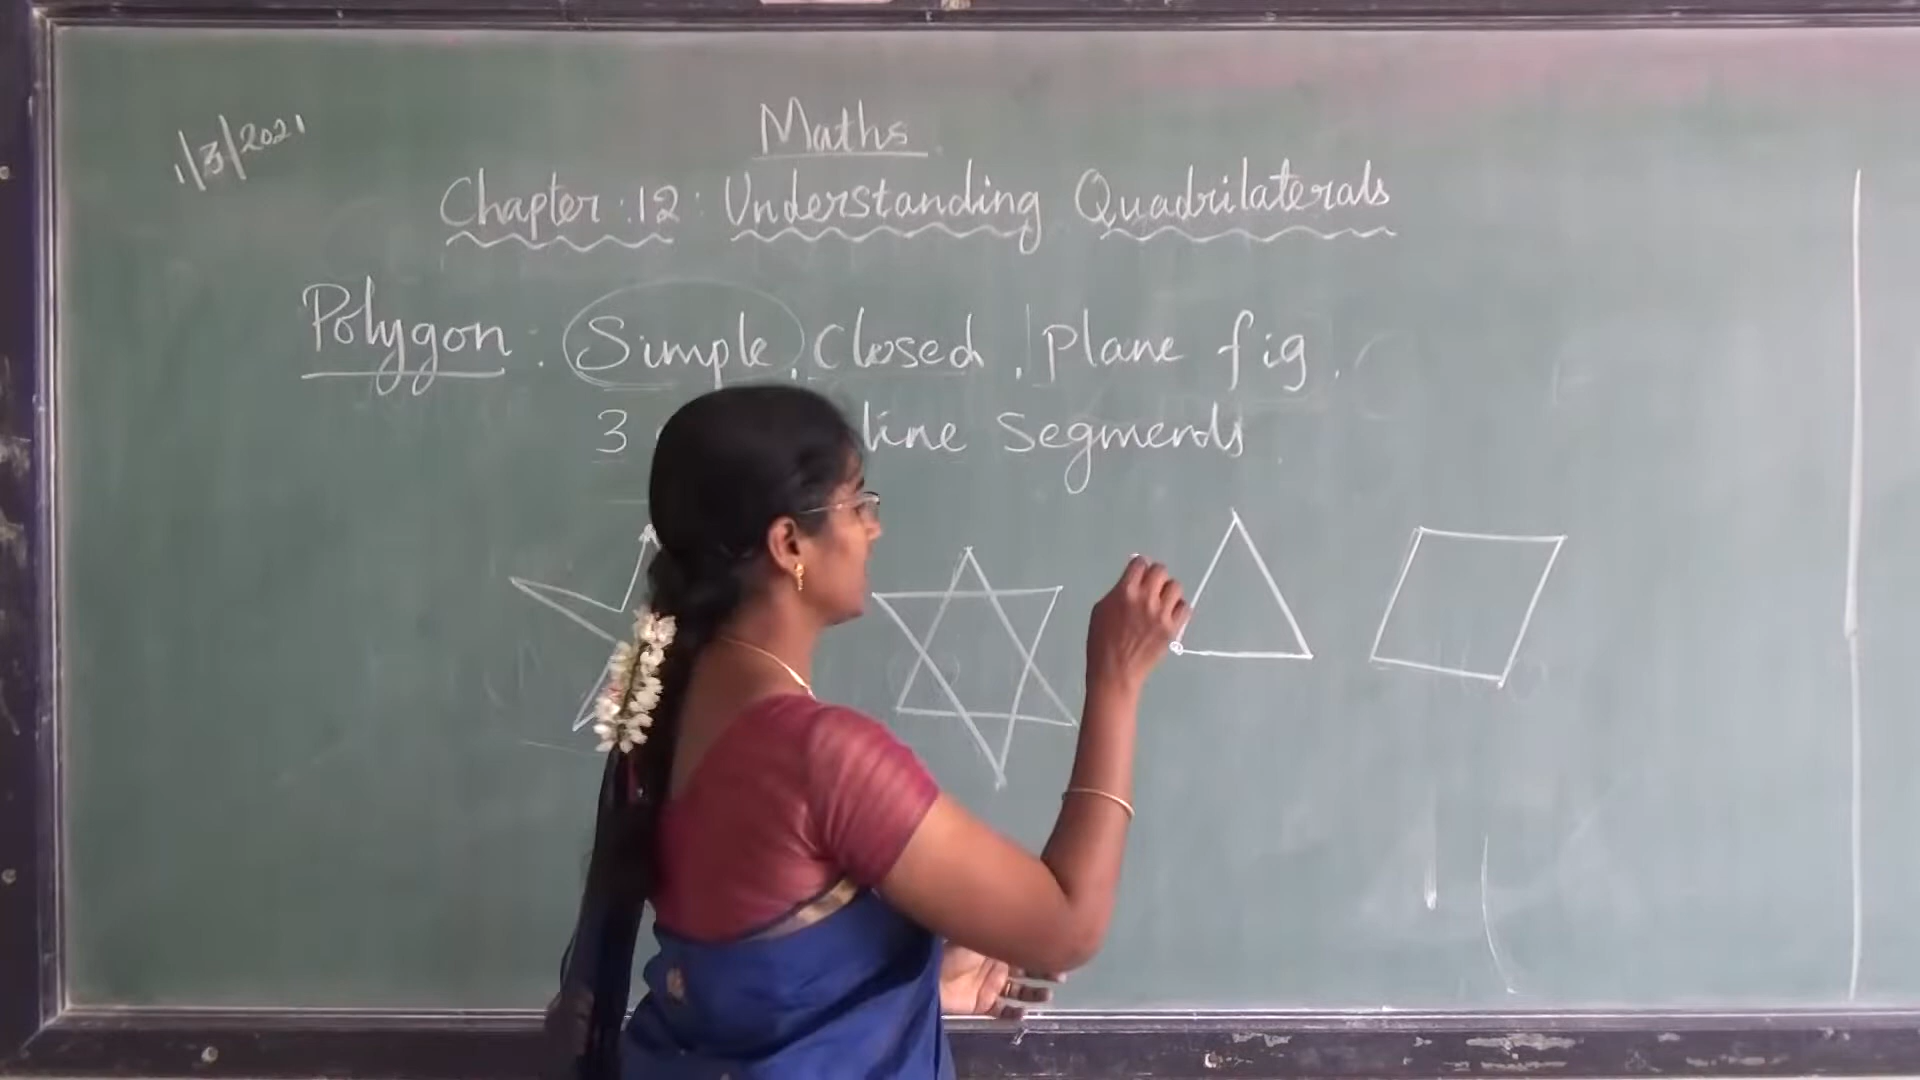 1/3/2021
Maths
Chapter : 12 : Understanding Quadrilaterals
Polygon : Simple, Closed, Plane fig.
3 line Segments